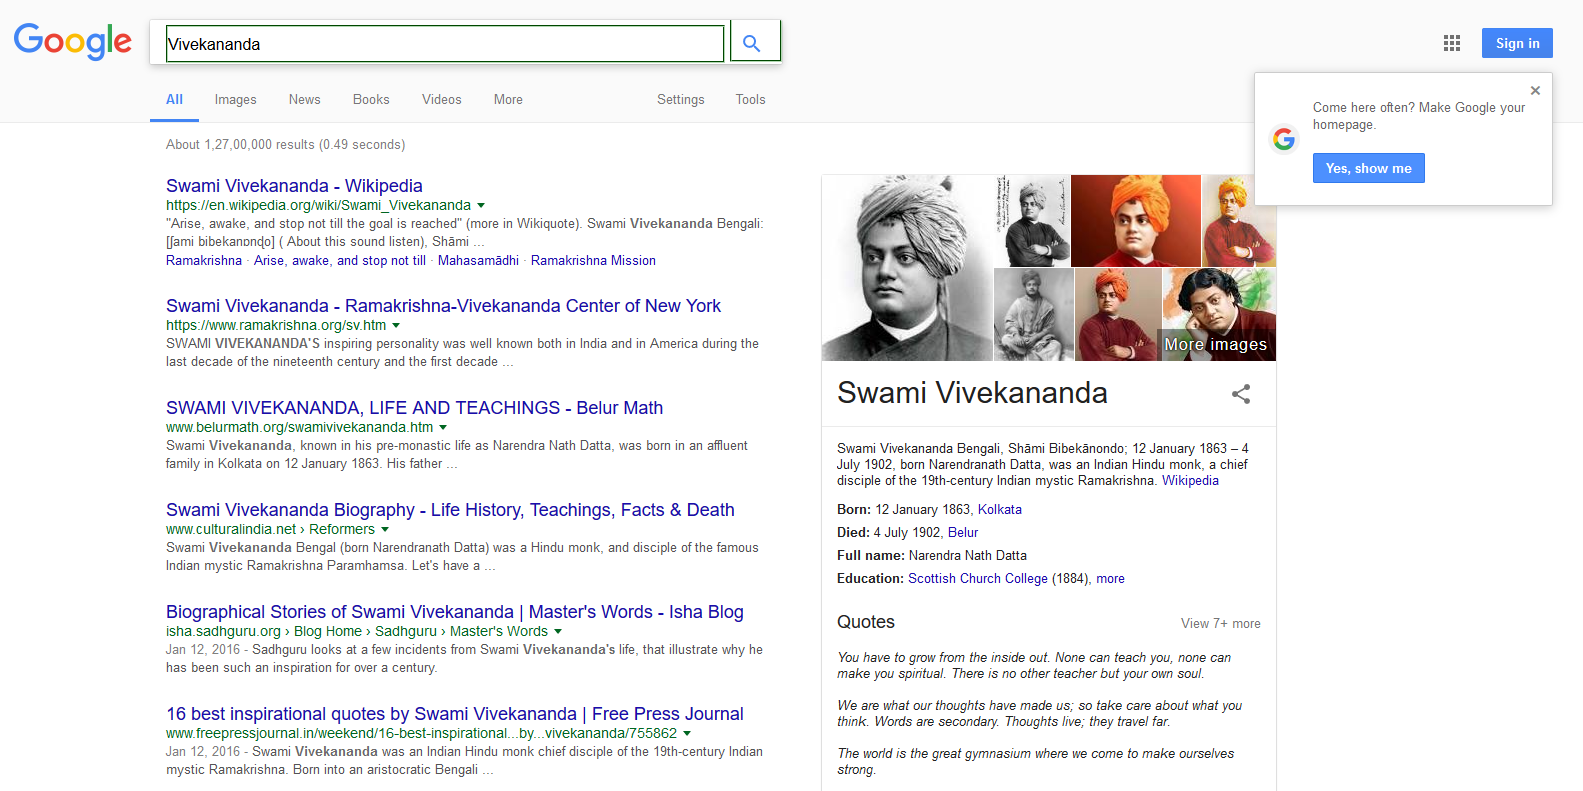 Google
Vivekananda
Sign in
All Images News Books Videos More Settings Tools
Come here often? Make Google your
homepage.
Yes, show me
About 1,27,00,000 results (0.49 seconds)
Swami Vivekananda - Wikipedia
https://en.wikipedia.org/wiki/Swami_Vivekananda
"Arise, awake, and stop not till the goal is reached" (more in Wikiquote). Swami Vivekananda Bengali:
[ʃami bibekanɒnɖo] ( About this sound listen), Shāmi ...
Ramakrishna · Arise, awake, and stop not till · Mahasamādhi · Ramakrishna Mission
Swami Vivekananda - Ramakrishna-Vivekananda Center of New York
https://www.ramakrishna.org/sv.htm
SWAMI VIVEKANANDA'S inspiring personality was well known both in India and in America during the
last decade of the nineteenth century and the first decade ...
SWAMI VIVEKANANDA, LIFE AND TEACHINGS - Belur Math
www.belurmath.org/swamivivekananda.htm
Swami Vivekananda, known in his pre-monastic life as Narendra Nath Datta, was born in an affluent
family in Kolkata on 12 January 1863. His father ...
Swami Vivekananda Biography - Life History, Teachings, Facts & Death
www.culturalindia.net › Reformers
Swami Vivekananda Bengal (born Narendranath Datta) was a Hindu monk, and disciple of the famous
Indian mystic Ramakrishna Paramhamsa. Let's have a ...
Biographical Stories of Swami Vivekananda | Master's Words - Isha Blog
isha.sadhguru.org › Blog Home › Sadhguru › Master's Words
Jan 12, 2016 - Sadhguru looks at a few incidents from Swami Vivekananda's life, that illustrate why he
has been such an inspiration for over a century.
16 best inspirational quotes by Swami Vivekananda | Free Press Journal
www.freepressjournal.in/weekend/16-best-inspirational...by...vivekananda/755862
Jan 12, 2016 - Swami Vivekananda was an Indian Hindu monk chief disciple of the 19th-century Indian
mystic Ramakrishna. Born into an aristocratic Bengali ...
More images
Swami Vivekananda
Swami Vivekananda Bengali, Shāmi Bibekānondo; 12 January 1863 – 4
July 1902, born Narendranath Datta, was an Indian Hindu monk, a chief
disciple of the 19th-century Indian mystic Ramakrishna. Wikipedia
Born: 12 January 1863, Kolkata
Died: 4 July 1902, Belur
Full name: Narendra Nath Datta
Education: Scottish Church College (1884), more
Quotes View 7+ more
You have to grow from the inside out. None can teach you, none can
make you spiritual. There is no other teacher but your own soul.
We are what our thoughts have made us; so take care about what you
think. Words are secondary. Thoughts live; they travel far.
The world is the great gymnasium where we come to make ourselves
strong.